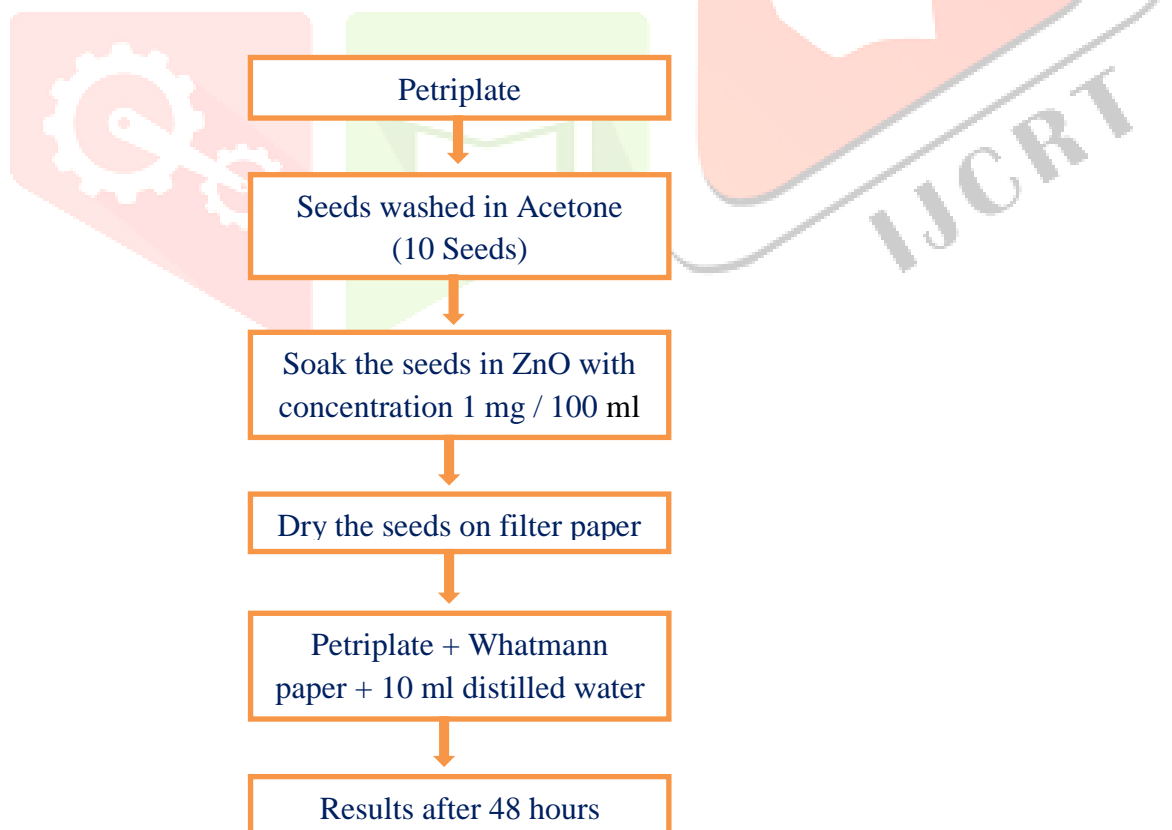 Petriplate
Seeds washed in Acetone
(10 Seeds)
Soak the seeds in ZnO with
concentration 1 mg / 100 ml
Dry the seeds on filter paper
Petriplate + Whatmann
paper + 10 ml distilled water
Results after 48 hours
IJCRT